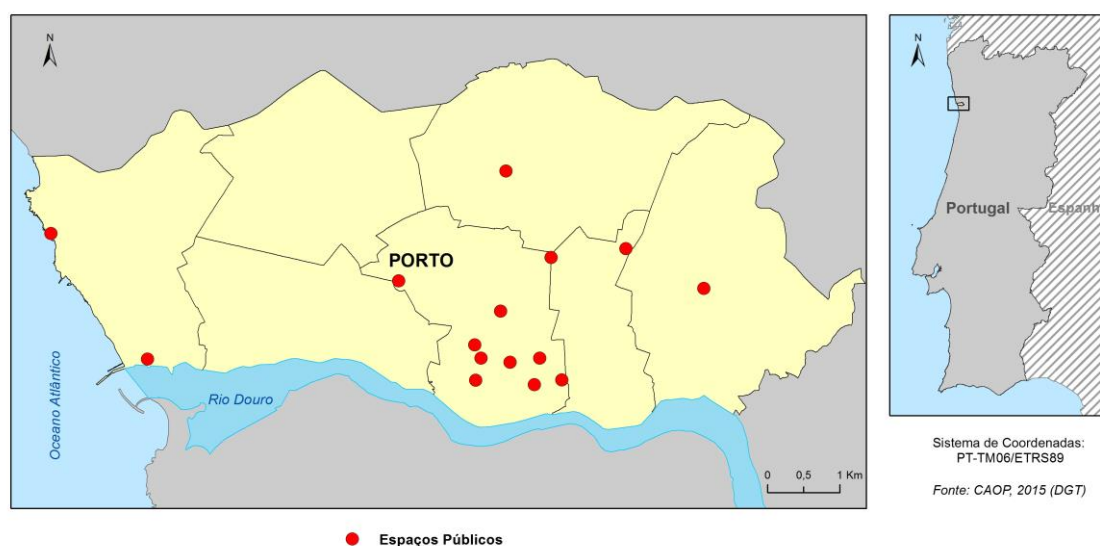 N
PORTO
Oceano Atlântico
Rio Douro
0 0,5 1 Km
N
Portugal
Espanh
Sistema de Coordenadas:
PT-TM06/ETRS89
Fonte: CAOP, 2015 (DGT)
Espaços Públicos